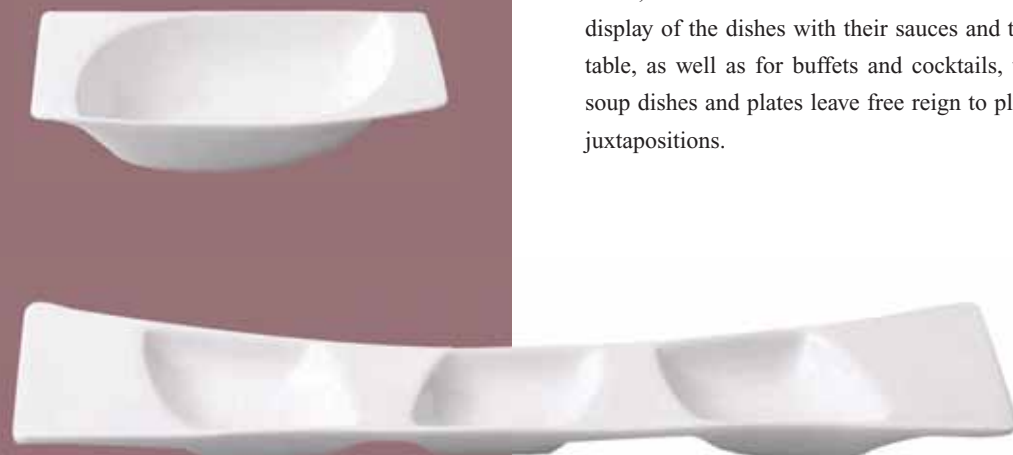 display of the dishes with their sauces and
table, as well as for buffets and cocktails,
soup dishes and plates leave free reign to
juxtapositions.